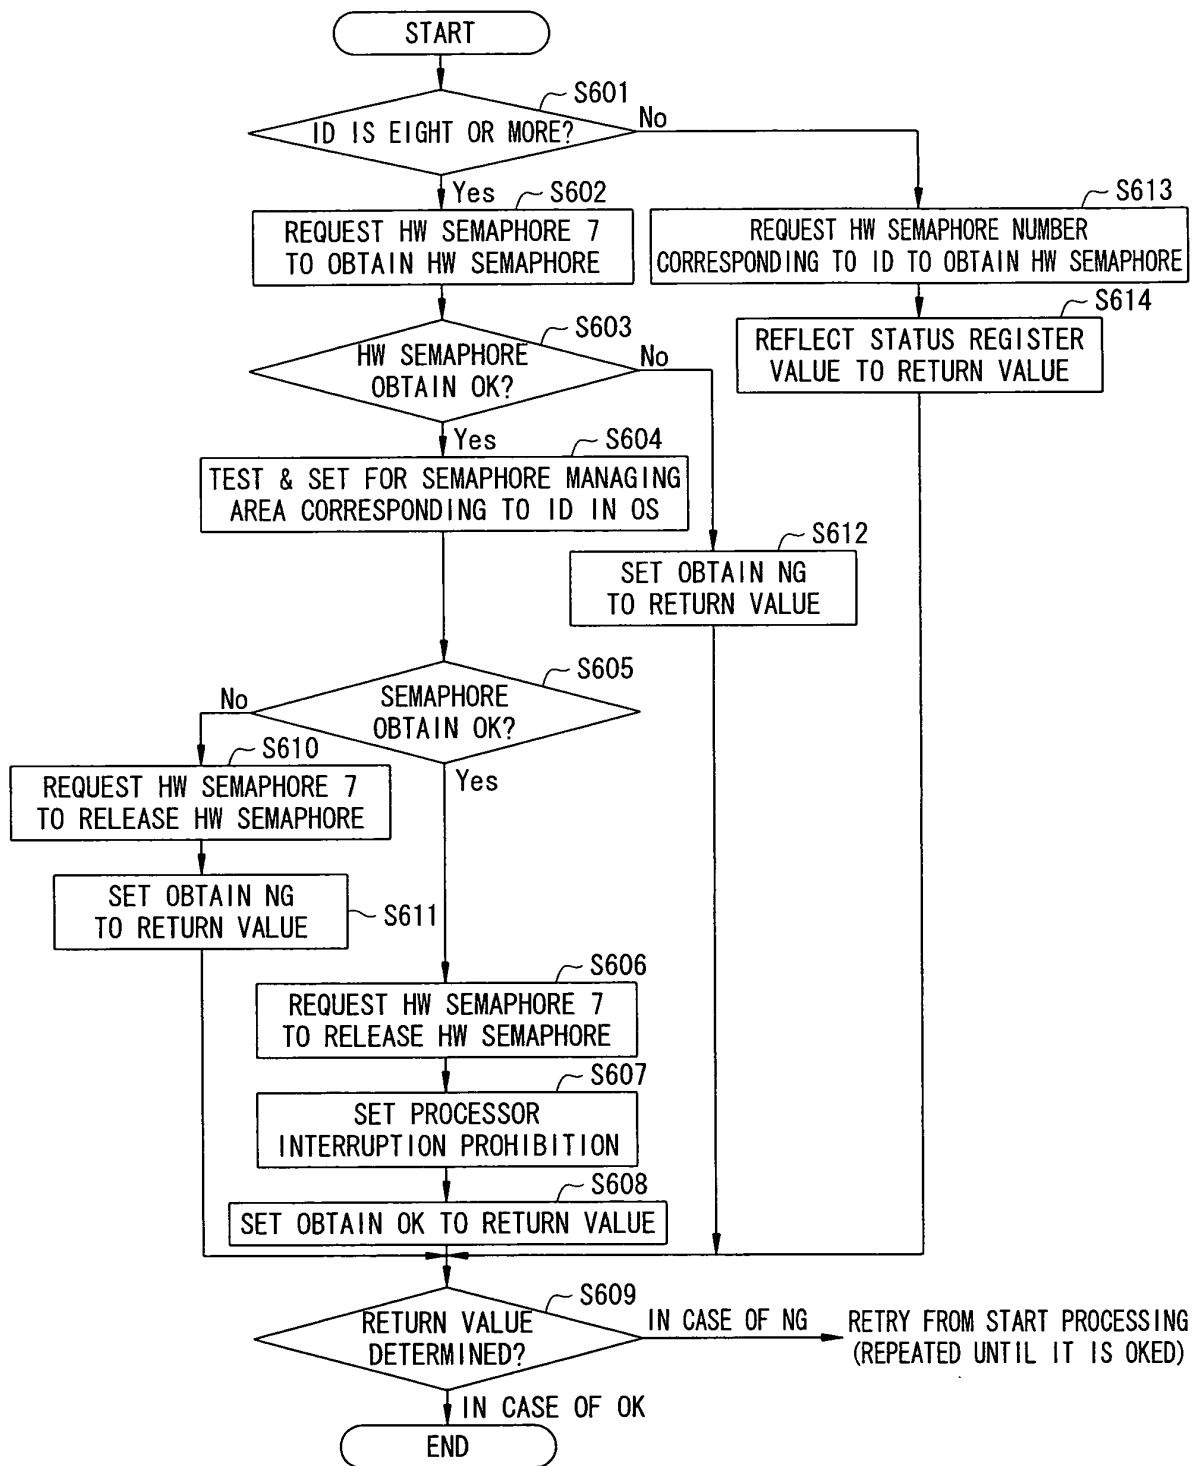 START
S601
ID IS EIGHT OR MORE?
No
Yes
S602
REQUEST HW SEMAPHORE 7
TO OBTAIN HW SEMAPHORE
S613
REQUEST HW SEMAPHORE NUMBER
CORRESPONDING TO ID TO OBTAIN HW SEMAPHORE
S614
REFLECT STATUS REGISTER
VALUE TO RETURN VALUE
S603
HW SEMAPHORE
OBTAIN OK?
No
Yes
S604
TEST & SET FOR SEMAPHORE MANAGING
AREA CORRESPONDING TO ID IN OS
S612
SET OBTAIN NG
TO RETURN VALUE
S605
SEMAPHORE
OBTAIN OK?
No
Yes
S610
REQUEST HW SEMAPHORE 7
TO RELEASE HW SEMAPHORE
SET OBTAIN NG
TO RETURN VALUE
S611
S606
REQUEST HW SEMAPHORE 7
TO RELEASE HW SEMAPHORE
S607
SET PROCESSOR
INTERRUPTION PROHIBITION
S608
SET OBTAIN OK TO RETURN VALUE
S609
RETURN VALUE
DETERMINED?
IN CASE OF NG
RETRY FROM START PROCESSING
(REPEATED UNTIL IT IS OKED)
IN CASE OF OK
END